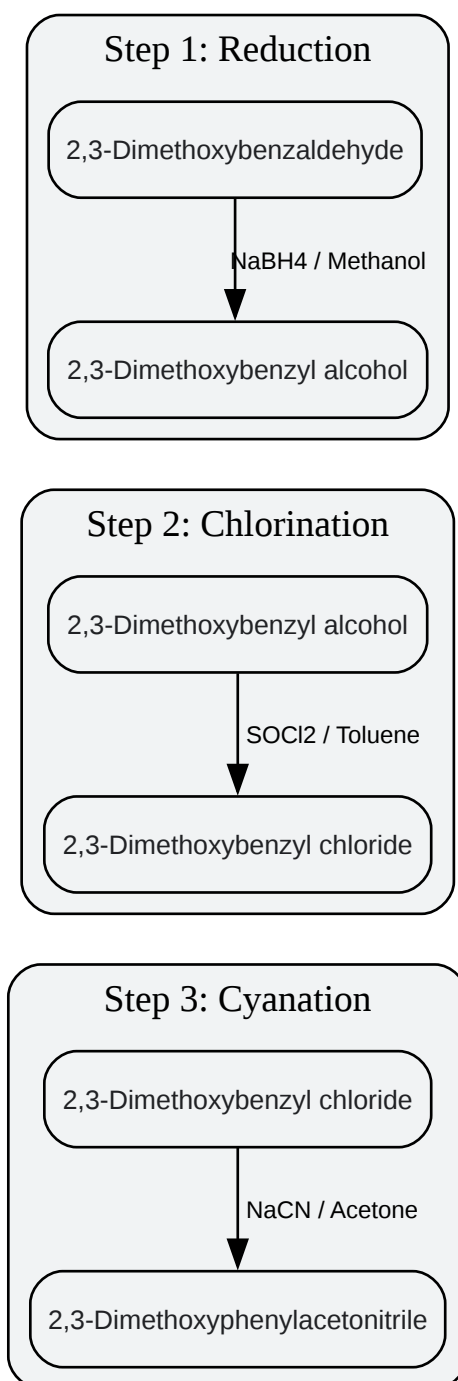 Step 1: Reduction
2,3-Dimethoxybenzaldehyde
NaBH4 / Methanol
2,3-Dimethoxybenzyl alcohol
Step 2: Chlorination
2,3-Dimethoxybenzyl alcohol
SOCl2 / Toluene
2,3-Dimethoxybenzyl chloride
Step 3: Cyanation
2,3-Dimethoxybenzyl chloride
NaCN / Acetone
2,3-Dimethoxyphenylacetonitrile